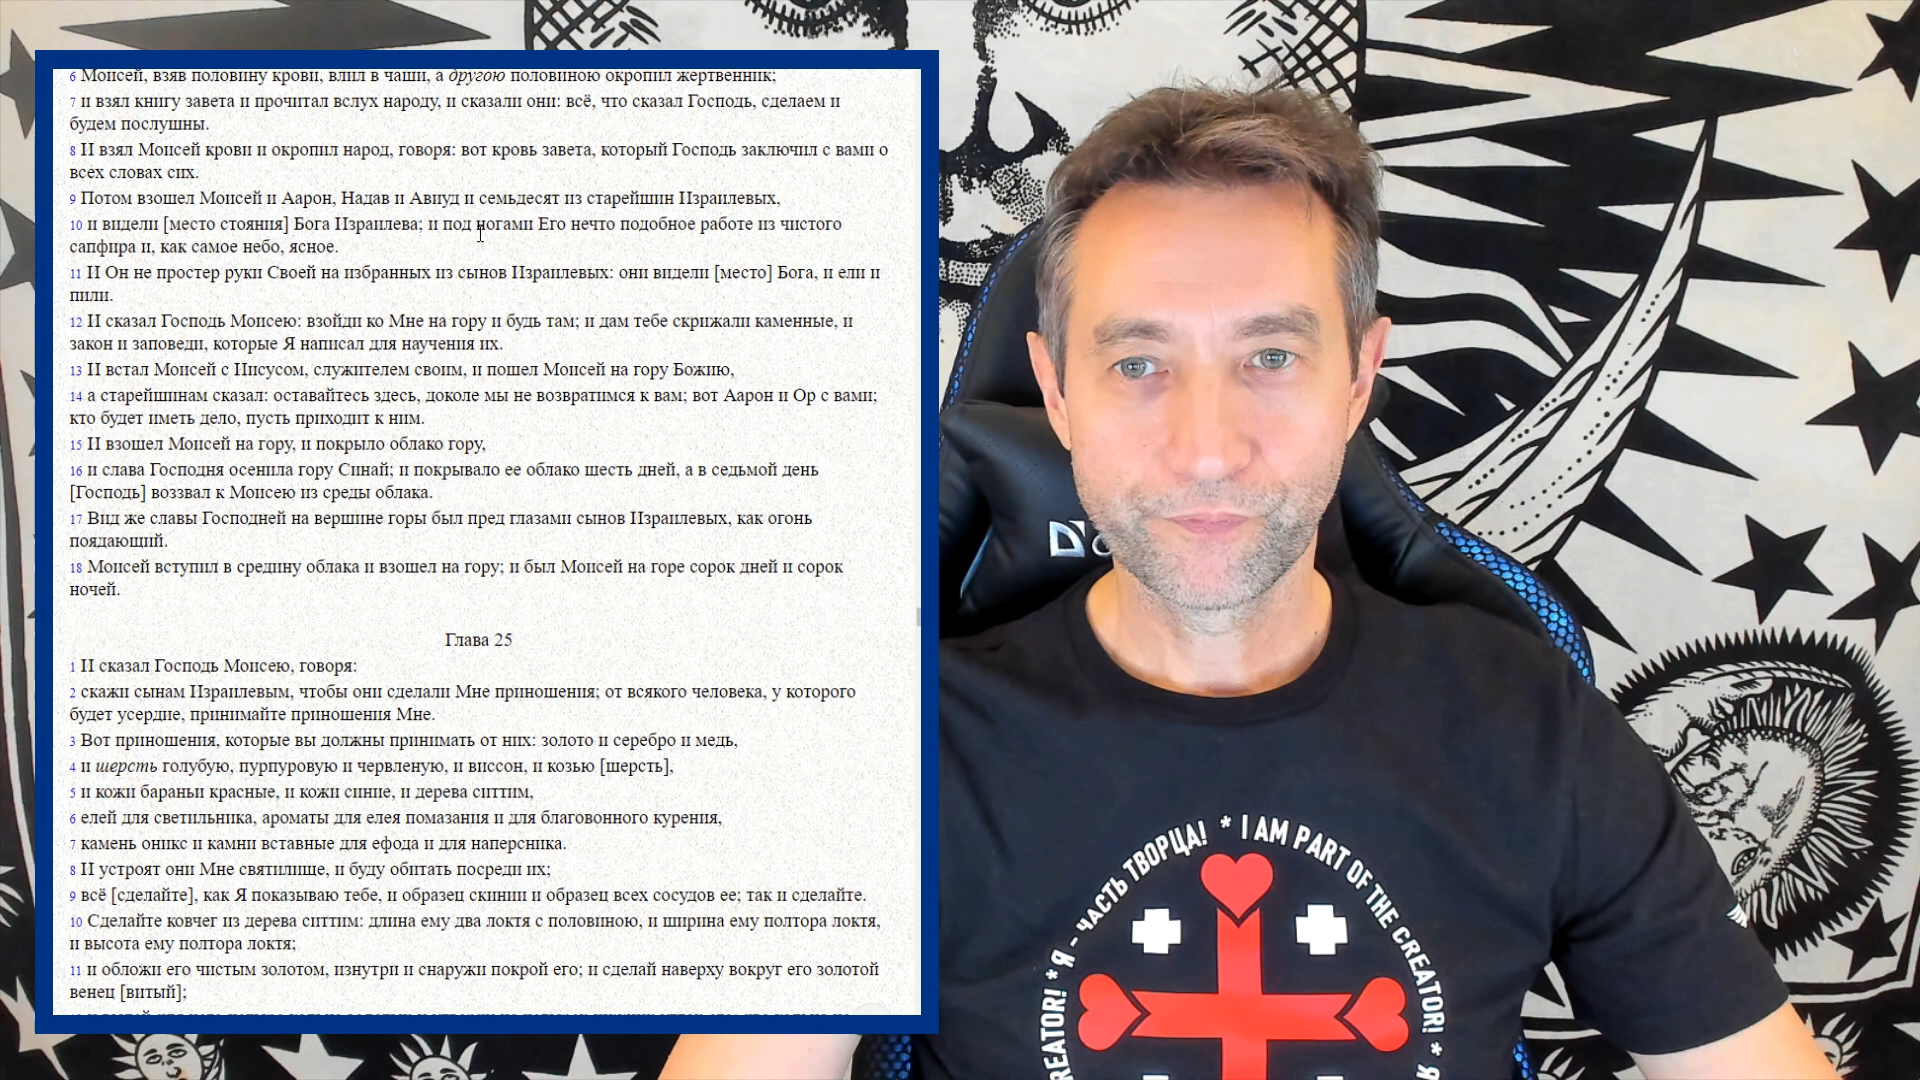 6 Моисей, взяв половину крови, влил в чаши, а другою половиною окропил жертвенник;
7 и взял книгу завета и прочитал вслух народу, и сказали они: всё, что сказал Господь, сделаем и
будем послушны.
8 И взял Моисей крови и окропил народ, говоря: вот кровь завета, который Господь заключил с вами о
всех словах сих.
9 Потом взошел Моисей и Аарон, Надав и Авиуд и семьдесят из старейшин Израилевых,
10 и видели [место стояния] Бога Израилева; и под ногами Его нечто подобное работе из чистого
сапфира и, как самое небо, ясное.
11 И Он не простер руки Своей на избранных из сынов Израилевых: они видели [место] Бога, и ели и
пили.
12 И сказал Господь Моисею: взойди ко Мне на гору и будь там; и дам тебе скрижали каменные, и
закон и заповеди, которые Я написал для научения их.
13 И встал Моисей с Иисусом, служителем своим, и пошел Моисей на гору Божию,
14 а старейшинам сказал: оставайтесь здесь, доколе мы не возвратимся к вам; вот Аарон и Ор с вами;
кто будет иметь дело, пусть приходит к ним.
15 И взошел Моисей на гору, и покрыло облако гору,
16 и слава Господня осенила гору Синай; и покрывало ее облако шесть дней, а в седьмой день
[Господь] воззвал к Моисею из среды облака.
17 Вид же славы Господней на вершине горы был пред глазами сынов Израилевых, как огонь
поядающий.
18 Моисей вступил в средину облака и взошел на гору; и был Моисей на горе сорок дней и сорок
ночей.
Глава 25
1 И сказал Господь Моисею, говоря:
2 скажи сынам Израилевым, чтобы они сделали Мне приношения; от всякого человека, у которого
будет усердие, принимайте приношения Мне.
3 Вот приношения, которые вы должны принимать от них: золото и серебро и медь,
4 и шерсть голубую, пурпуровую и червленую, и виссон, и козью [шерсть],
5 и кожи бараньи красные, и кожи синие, и дерева ситтим,
6 елей для светильника, ароматы для елея помазания и для благовонного курения,
7 камень оникс и камни вставные для ефода и для наперсника.
8 И устроят они Мне святилище, и буду обитать посреди их;
9 всё [сделайте], как Я показываю тебе, и образец скинии и образец всех сосудов ее; так и сделайте.
10 Сделайте ковчег из дерева ситтим: длина ему два локтя с половиною, и ширина ему полтора локтя,
и высота ему полтора локтя;
11 и обложи его чистым золотом, изнутри и снаружи покрой его; и сделай наверху вокруг его золотой
венец [витый];
* Я – ЧАСТЬ ТВОРЦА! * I AM PART OF THE CREATOR! * Я
CREATOR!